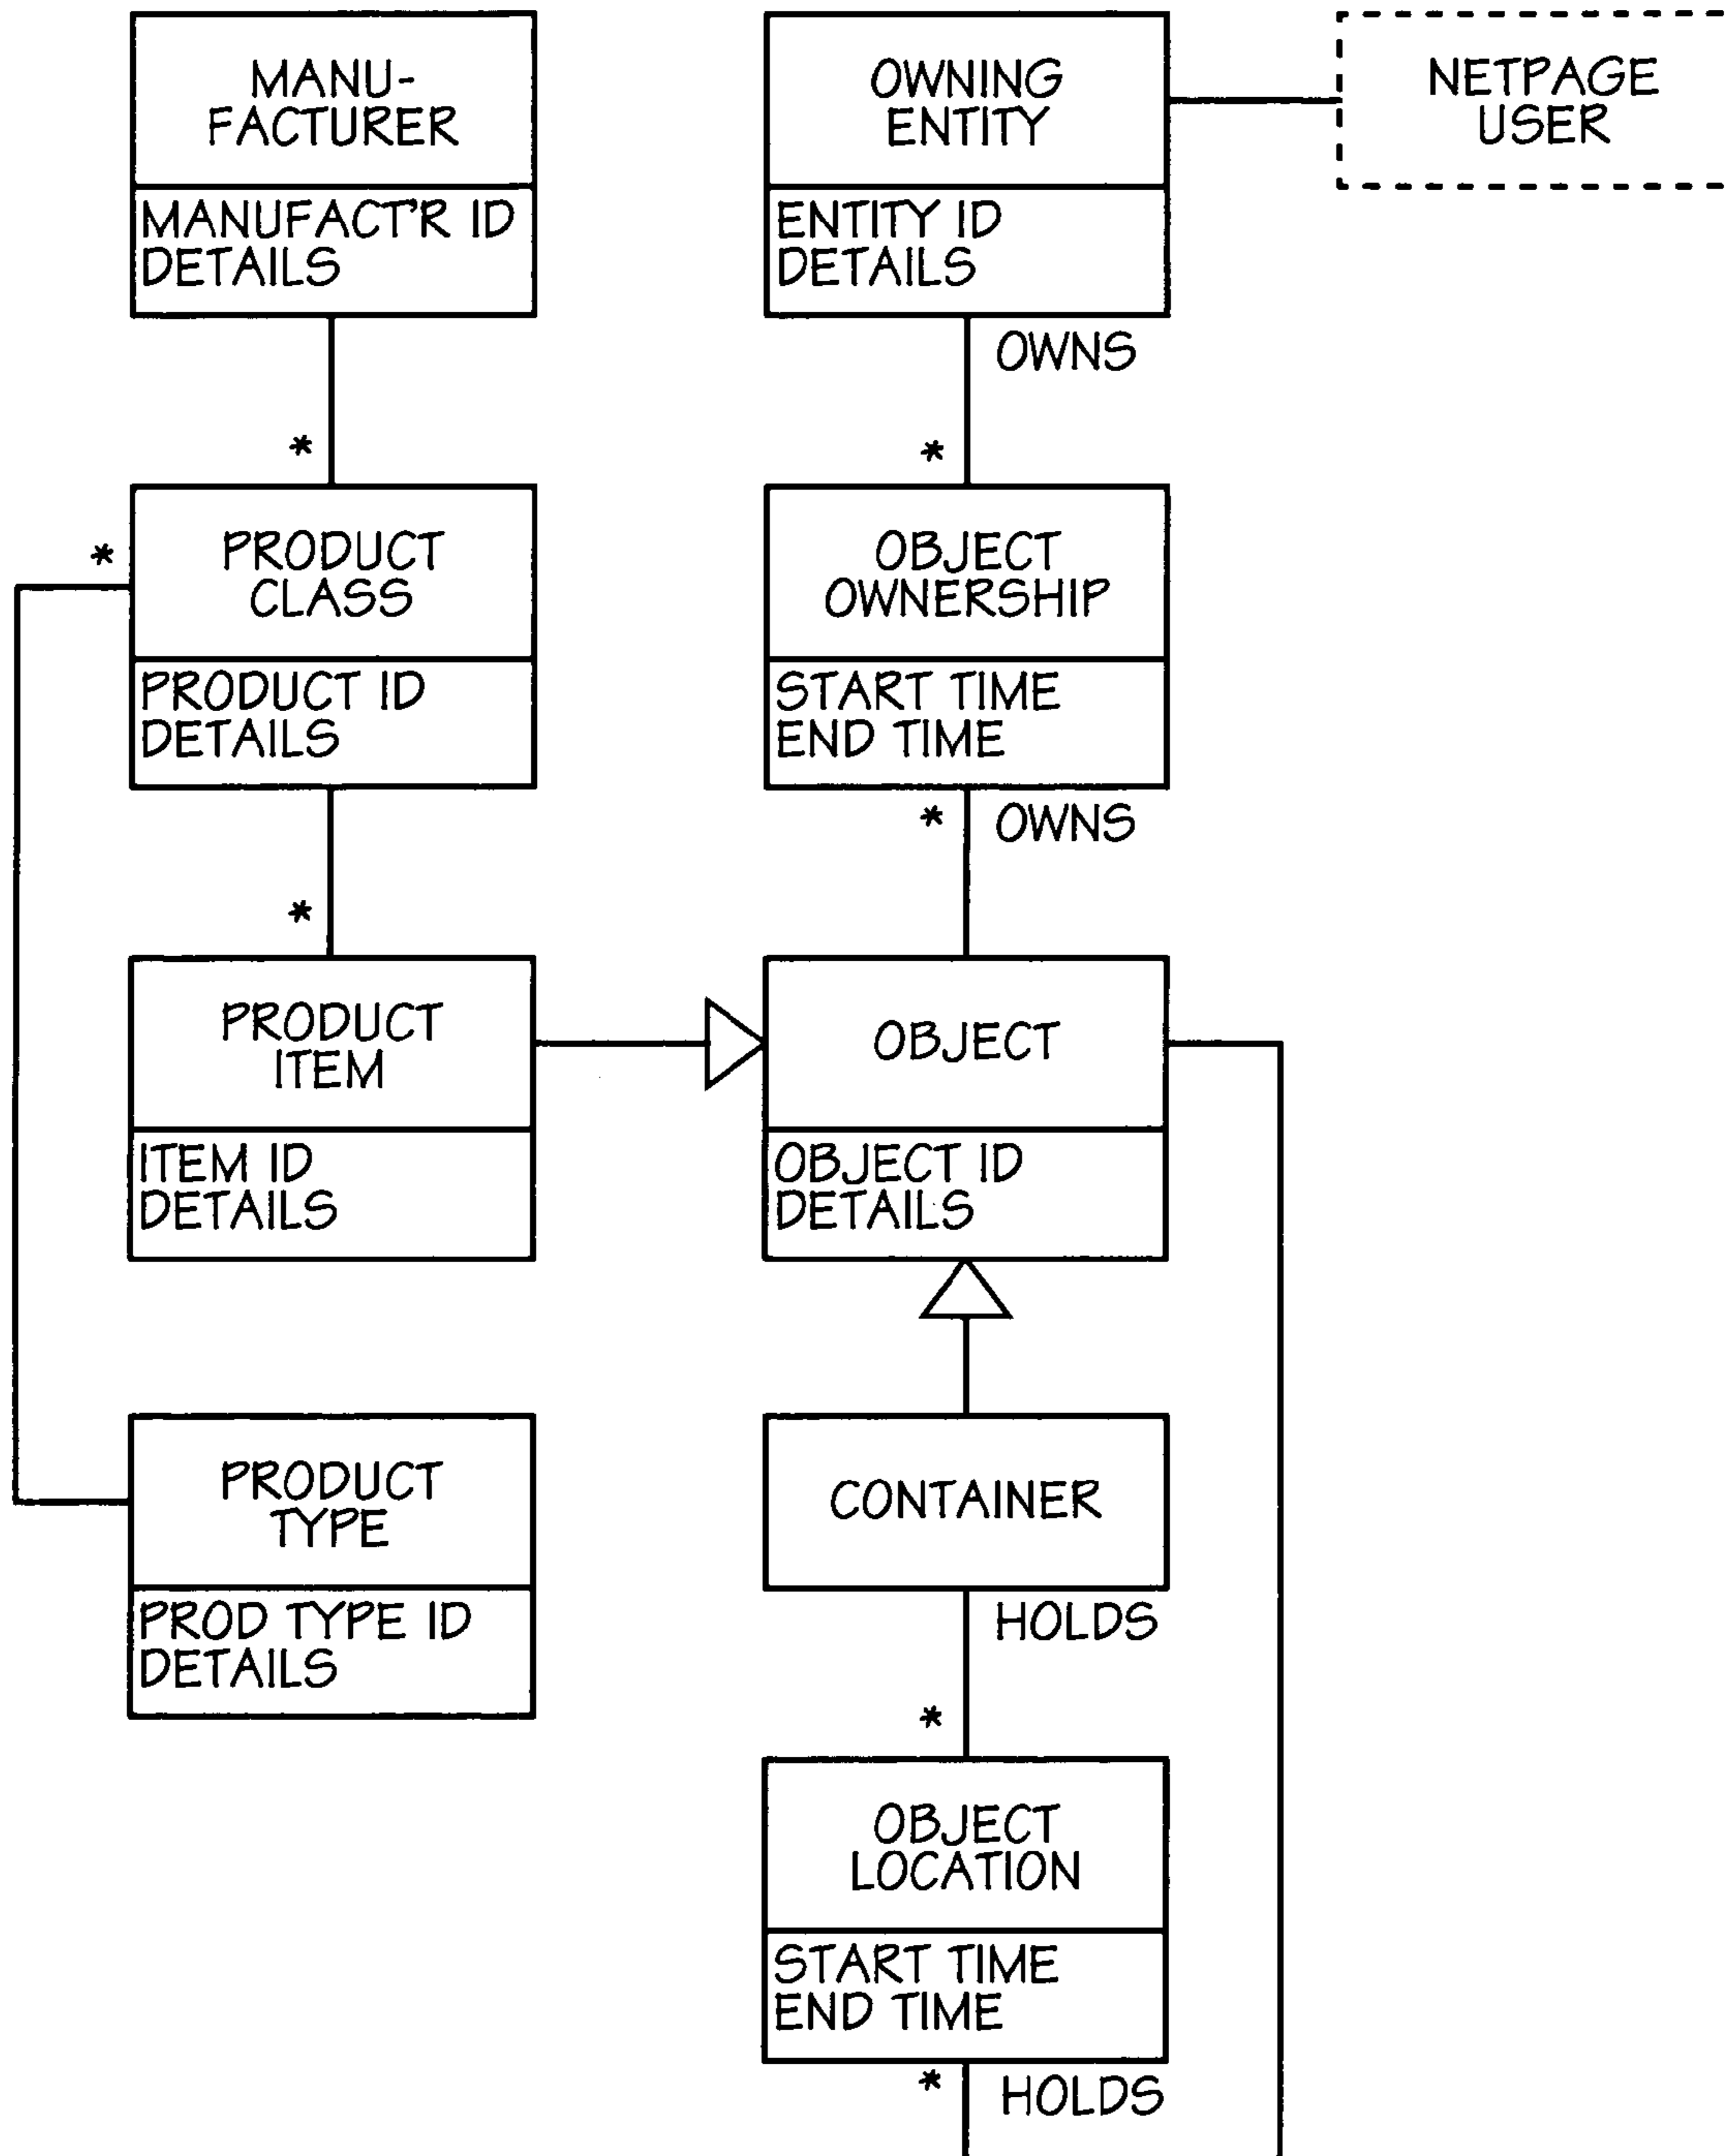 MANU-
FACTURER
MANUFACT'R ID
DETAILS
OWNING
ENTITY
ENTITY ID
DETAILS
NETPAGE
USER
OWNS
*
*
*
PRODUCT
CLASS
PRODUCT ID
DETAILS
OBJECT
OWNERSHIP
START TIME
END TIME
* OWNS
*
PRODUCT
ITEM
ITEM ID
DETAILS
OBJECT
OBJECT ID
DETAILS
PRODUCT
TYPE
PROD TYPE ID
DETAILS
CONTAINER
HOLDS
*
OBJECT
LOCATION
START TIME
END TIME
* HOLDS